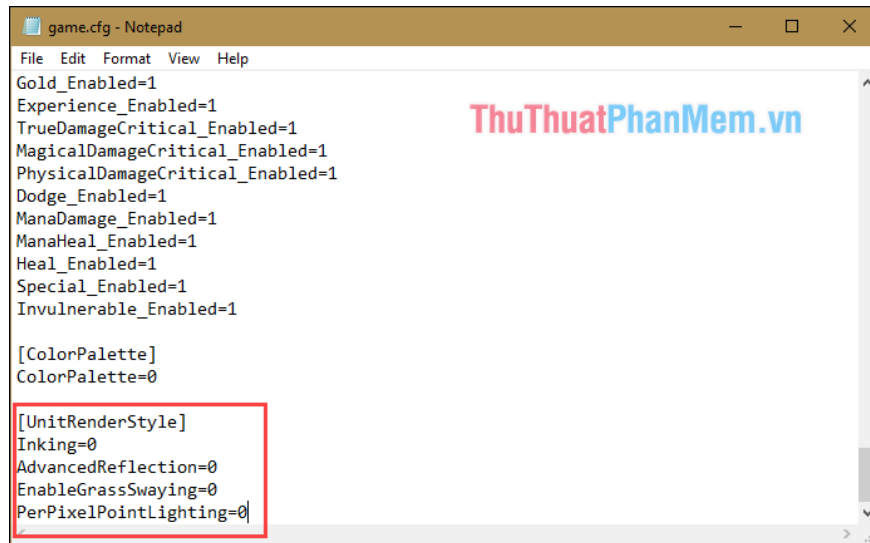 game.cfg - Notepad
File Edit Format View Help
Gold_Enabled=1
Experience_Enabled=1
TrueDamageCritical_Enabled=1
MagicalDamageCritical_Enabled=1
PhysicalDamageCritical_Enabled=1
Dodge_Enabled=1
ManaDamage_Enabled=1
ManaHeal_Enabled=1
Heal_Enabled=1
Special_Enabled=1
Invulnerable_Enabled=1
[ColorPalette]
ColorPalette=0
[UnitRenderStyle]
Inking=0
AdvancedReflection=0
EnableGrassSwaying=0
PerPixelPointLighting=0
ThuThuatPhanMem.vn